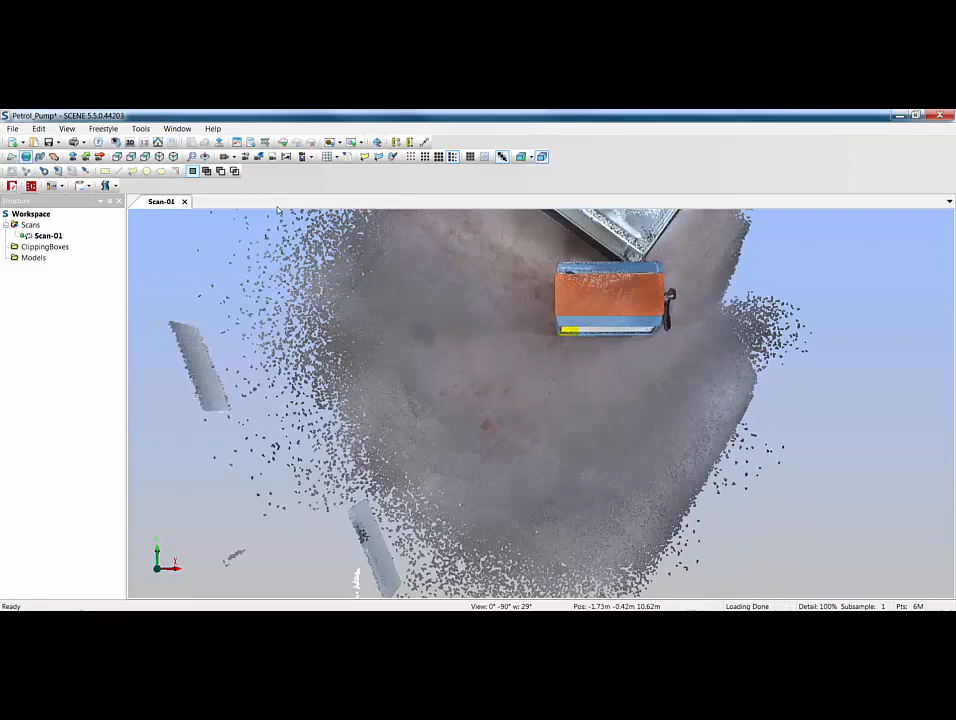 Petrol_Pump* - SCENE 5.5.0.44203
File Edit View Freestyle Tools Window Help
Structure
Scan-01
Workspace
Scans
Scan-01
ClippingBoxes
Models
Ready View: 0° -90° w: 29° Pos: -1.73m -0.42m 10.62m Loading Done Detail: 100% Subsample: 1 Pts: 6M